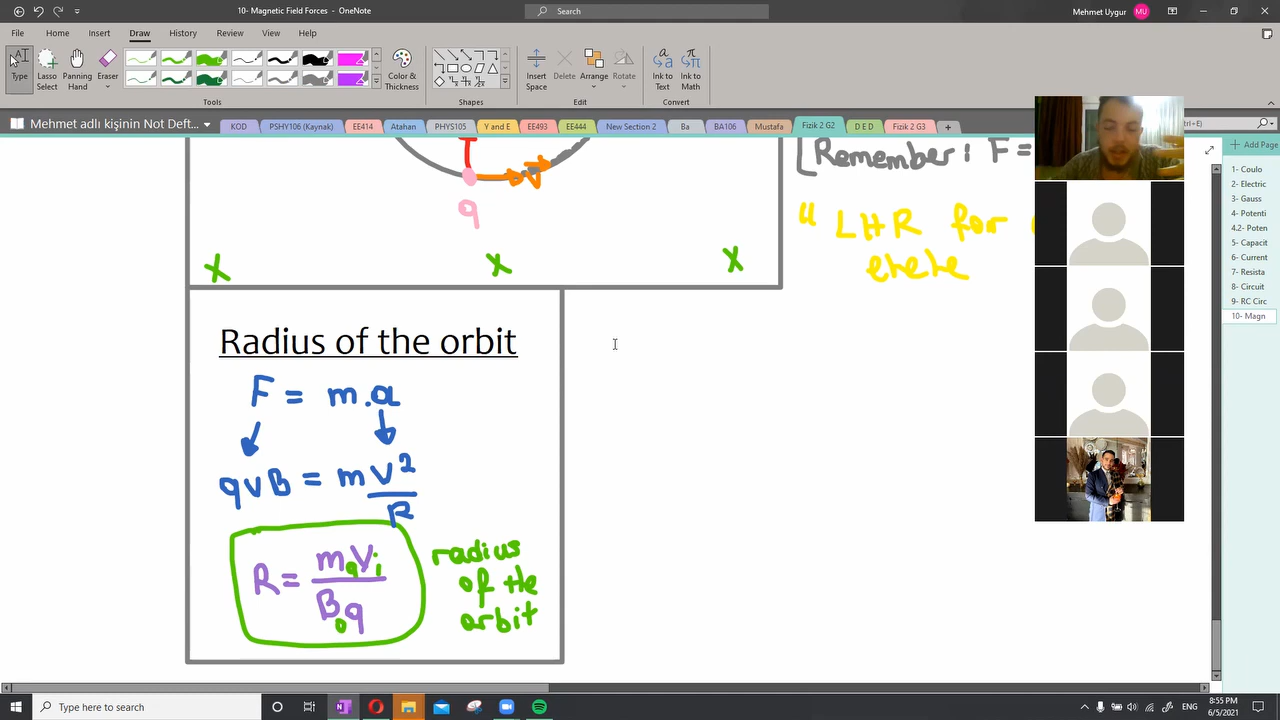 10- Magnetic Field Forces - OneNote
Search
Mehmet Uygur
MU
File Home Insert Draw History Review View Help
Type
Lasso Select
Panning Hand
Eraser
Color & Thickness
Insert Space
Delete
Arrange
Rotate
Ink to Text
Ink to Math
Tools
Shapes
Edit
Convert
Mehmet adlı kişinin Not Deft...
KOD
PSHY106 (Kaynak)
EE414
Atahan
PHYS105
Y and E
EE493
EE444
New Section 2
Ba
BA106
Mustafa
Fizik 2 G2
D E D
Fizik 2 G3
+
ctrl+E)
Add Page
1- Coulo
2- Electric
3- Gauss
4- Potenti
4.2- Poten
5- Capacit
6- Current
7- Resista
8- Circuit
9- RC Circ
10- Magn
Remember: F =
V
q
" LHR for
X X X
Radius of the orbit
F = m.a
qvB = m V²/R
R = mqVi / B0q
radius
of the
orbit
Type here to search
ENG
8:55 PM
6/5/2021